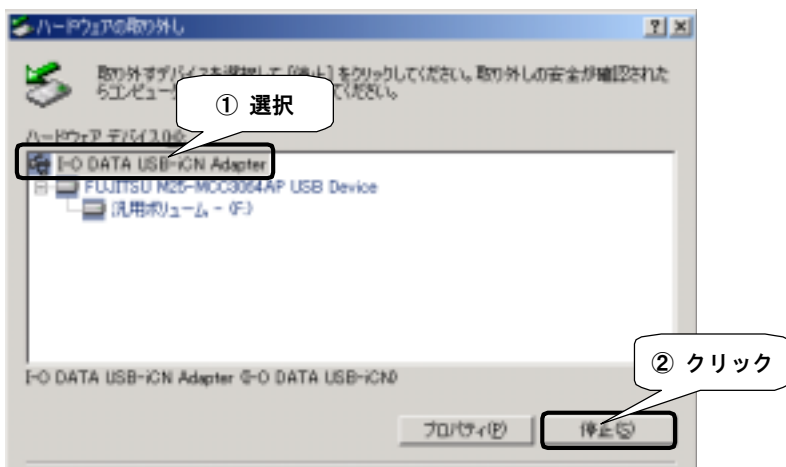 ハードウェアの取り外し
取り外すデバイスを選択して [停止] をクリックしてください。取り外しの安全が確認された
らコンピュータ てください。
① 選択
ハードウェア デバイス(H):
I-O DATA USB-iCN Adapter
FUJITSU M25-MCC3064AP USB Device
汎用ボリューム - (F:)
I-O DATA USB-iCN Adapter (I-O DATA USB-iCN)
② クリック
プロパティ(P) 停止(S)